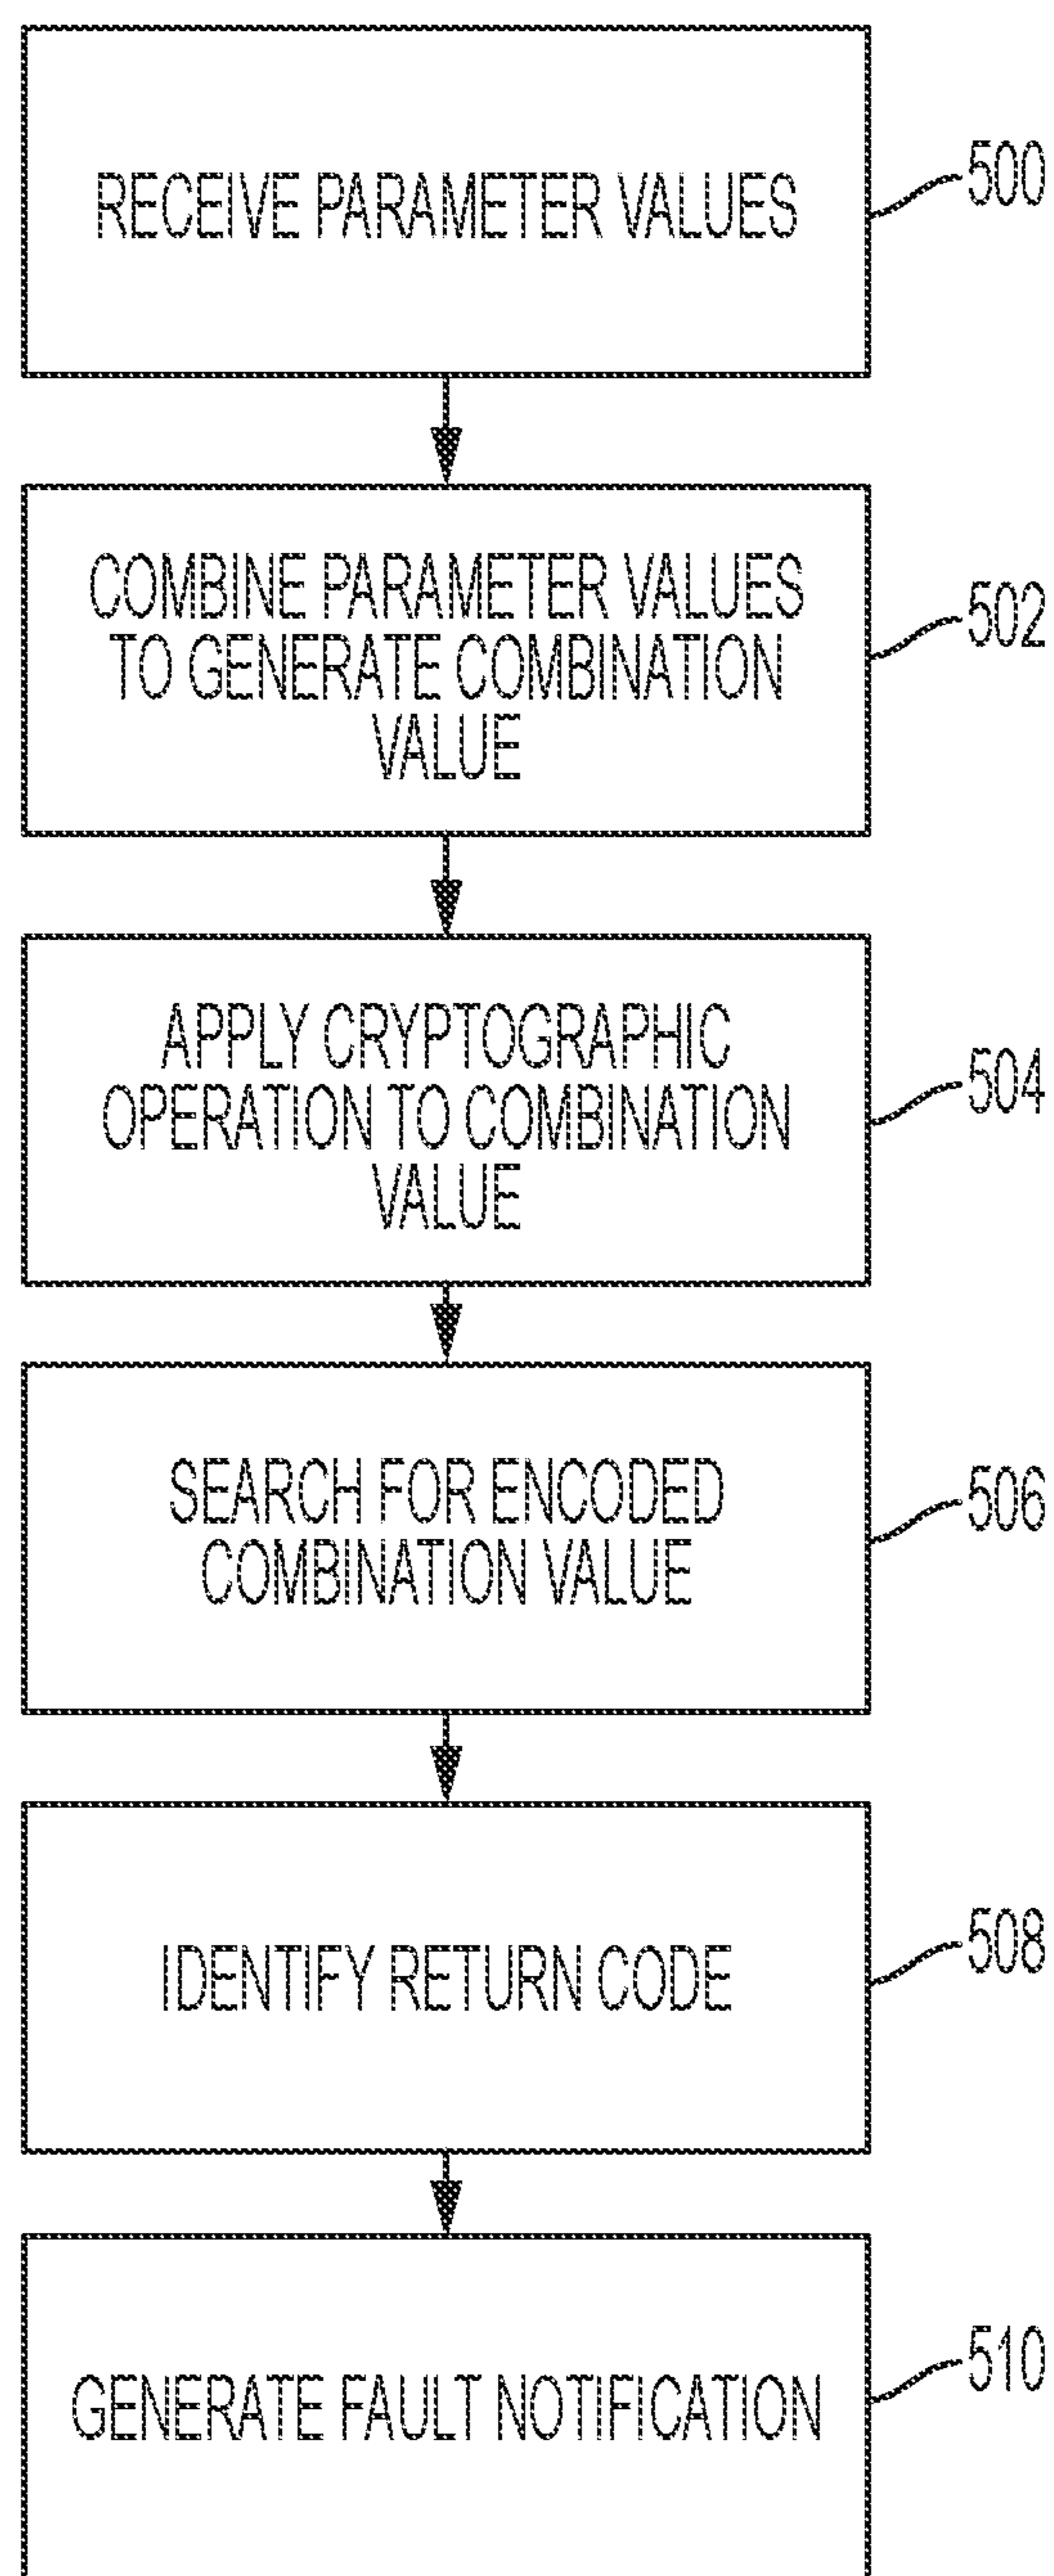 RECEIVE PARAMETER VALUES
500
COMBINE PARAMETER VALUES
TO GENERATE COMBINATION
VALUE
502
APPLY CRYPTOGRAPHIC
OPERATION TO COMBINATION
VALUE
504
SEARCH FOR ENCODED
COMBINATION VALUE
506
IDENTIFY RETURN CODE
508
GENERATE FAULT NOTIFICATION
510